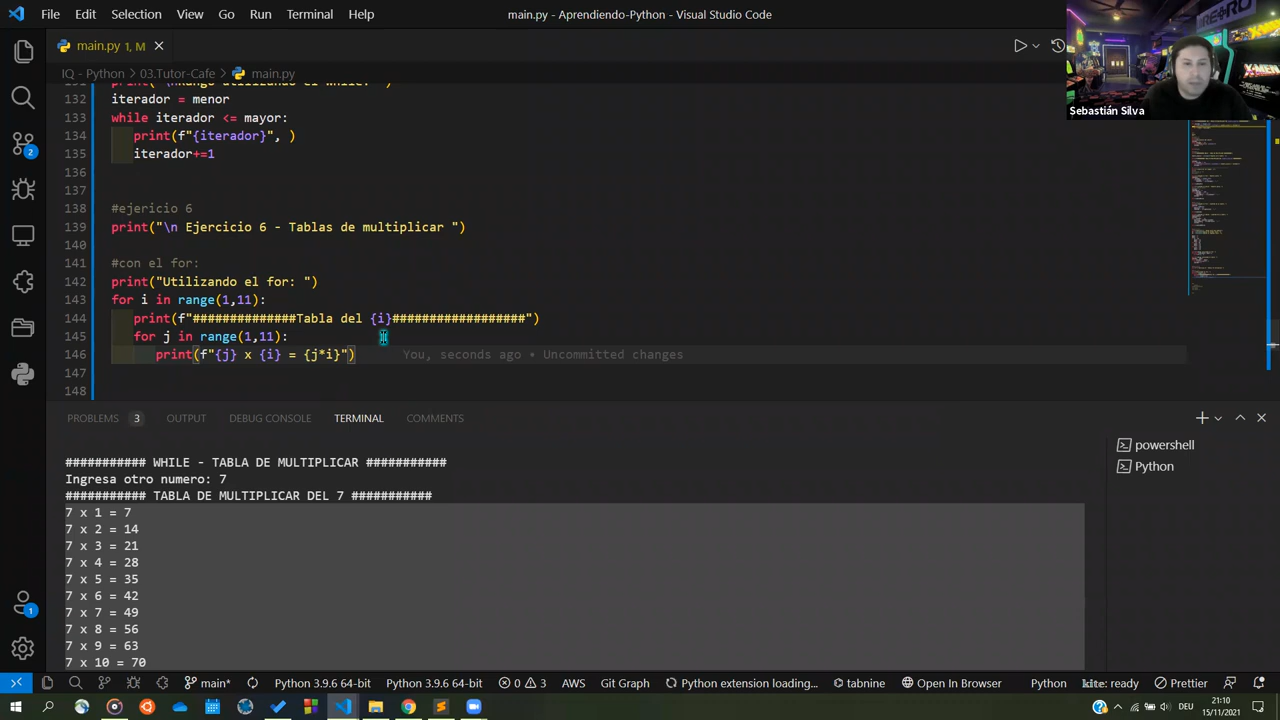 File Edit Selection View Go Run Terminal Help
main.py - Aprendiendo-Python - Visual Studio Code
main.py 1, M
IQ - Python > 03.Tutor-Cafe > main.py
Sebastián Silva
132 iterador = menor
133 while iterador <= mayor:
134 print(f"{iterador}", )
135 iterador+=1
136
137
138 #ejericio 6
139 print("\n Ejercicio 6 - Tablas de multiplicar ")
140
141 #con el for:
142 print("Utilizando el for: ")
143 for i in range(1,11):
144 print(f"##############Tabla del {i}##################")
145 for j in range(1,11):
146 print(f"{j} x {i} = {j*i}") You, seconds ago • Uncommitted changes
147
148
PROBLEMS 3 OUTPUT DEBUG CONSOLE TERMINAL COMMENTS
powershell
Python
########### WHILE - TABLA DE MULTIPLICAR ###########
Ingresa otro numero: 7
########### TABLA DE MULTIPLICAR DEL 7 ###########
7 x 1 = 7
7 x 2 = 14
7 x 3 = 21
7 x 4 = 28
7 x 5 = 35
7 x 6 = 42
7 x 7 = 49
7 x 8 = 56
7 x 9 = 63
7 x 10 = 70
2
1
main* Python 3.9.6 64-bit Python 3.9.6 64-bit 0 3 AWS Git Graph Python extension loading... tabnine Open In Browser Python kite: ready Prettier
DEU 21:10
15/11/2021